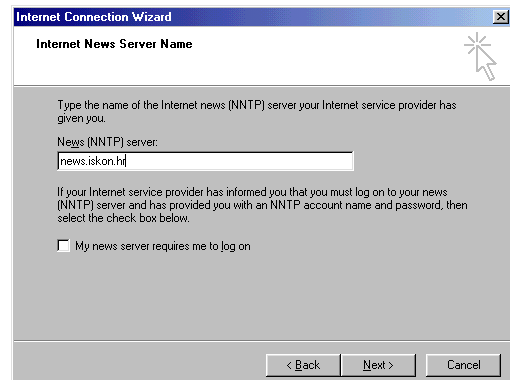 Internet Connection Wizard
Internet News Server Name
Type the name of the Internet news (NNTP) server your Internet service provider has
given you.
News (NNTP) server:
news.iskon.hr
If your Internet service provider has informed you that you must log on to your news
(NNTP) server and has provided you with an NNTP account name and password, then
select the check box below.
My news server requires me to log on
< Back
Next >
Cancel